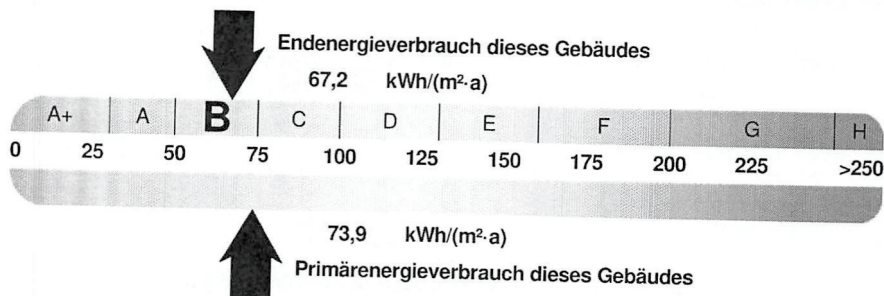 Endenergieverbrauch dieses Gebäudes
67,2 kWh/(m²·a)
A+ A B C D E F G H
0 25 50 75 100 125 150 175 200 225 >250
73,9 kWh/(m²·a)
Primärenergieverbrauch dieses Gebäudes